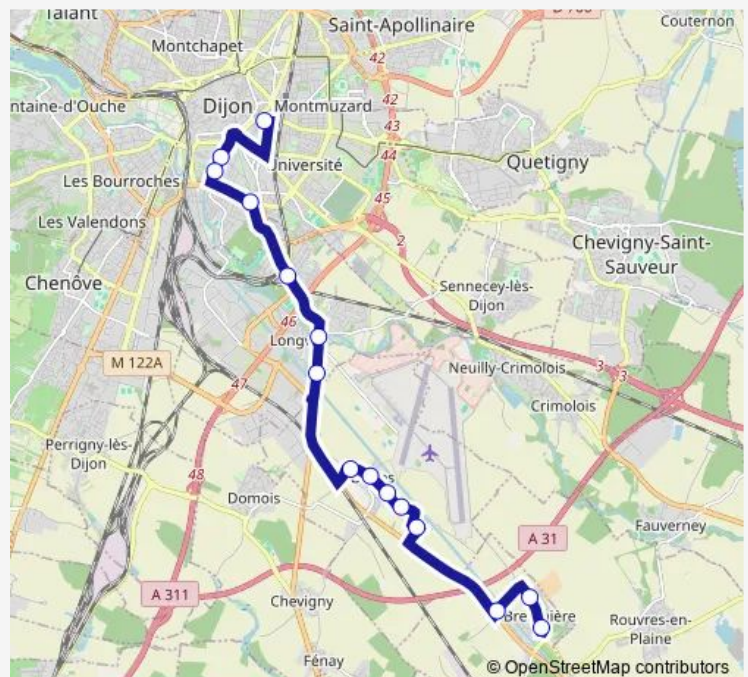 Talant
Saint-Apollinaire
Couternon
Montchapet
42
ntaine-d'Ouche
Dijon
Montmuzard
42
43
44
Université
Quetigny
Les Bourroches
45
Les Valendons
2
Chevigny-Saint-
Sauveur
Chenôve
Sennecey-lès-
Dijon
46
Longv
M 122A
47
Neuilly-Crimolois
3
3
Crimolois
Perrigny-lès-
Dijon
48
Domois
A 31
Fauverney
A 311
Chevigny
Rouvres-en-
Plaine
Fénay
© OpenStreetMap contributors